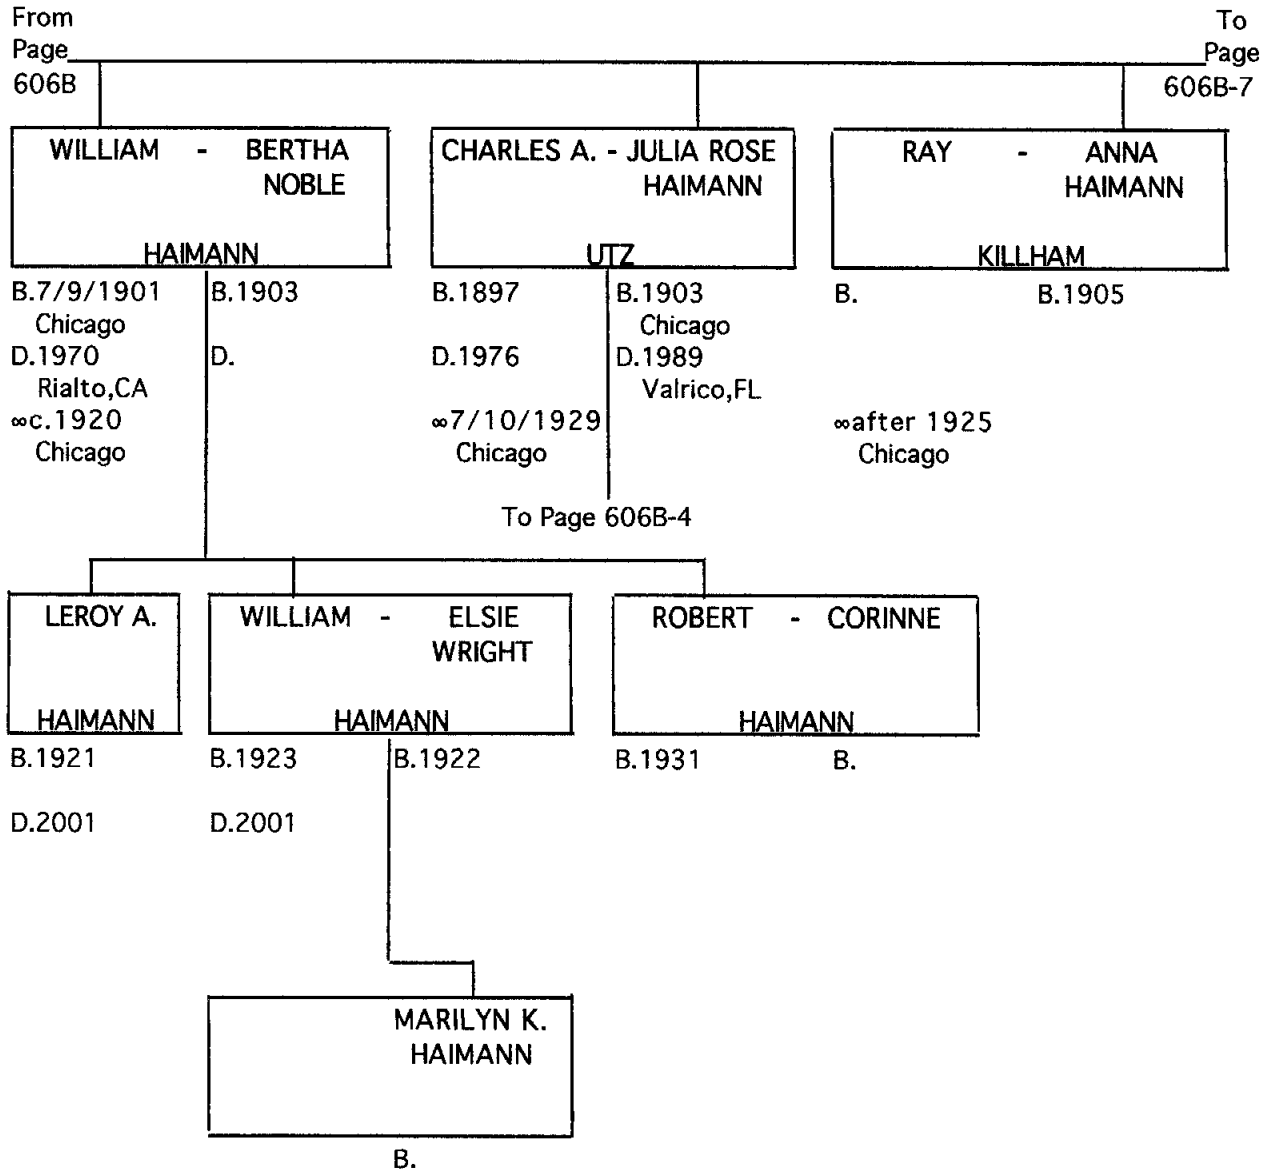 From
Page
606B
To
Page
606B-7
WILLIAM - BERTHA
NOBLE
HAIMANN
B.7/9/1901 B.1903
Chicago
D.1970 D.
Rialto,CA
∞c.1920
Chicago
CHARLES A. - JULIA ROSE
HAIMANN
UTZ
B.1897 B.1903
Chicago
D.1976 D.1989
Valrico,FL
∞7/10/1929
Chicago
To Page 606B-4
RAY - ANNA
HAIMANN
KILLHAM
B. B.1905
∞after 1925
Chicago
LEROY A.
HAIMANN
B.1921
D.2001
WILLIAM - ELSIE
WRIGHT
HAIMANN
B.1923 B.1922
D.2001
ROBERT - CORINNE
HAIMANN
B.1931 B.
MARILYN K.
HAIMANN
B.